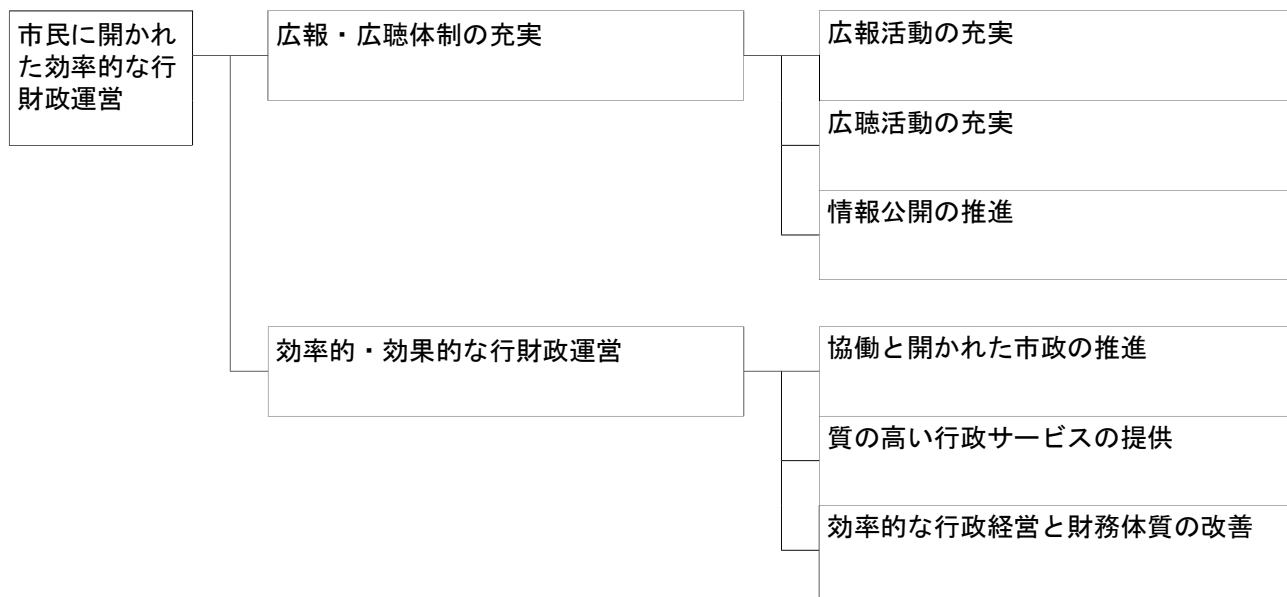 市民に開かれ
た効率的な行
財政運営
広報・広聴体制の充実
広報活動の充実
広聴活動の充実
情報公開の推進
効率的・効果的な行財政運営
協働と開かれた市政の推進
質の高い行政サービスの提供
効率的な行政経営と財務体質の改善